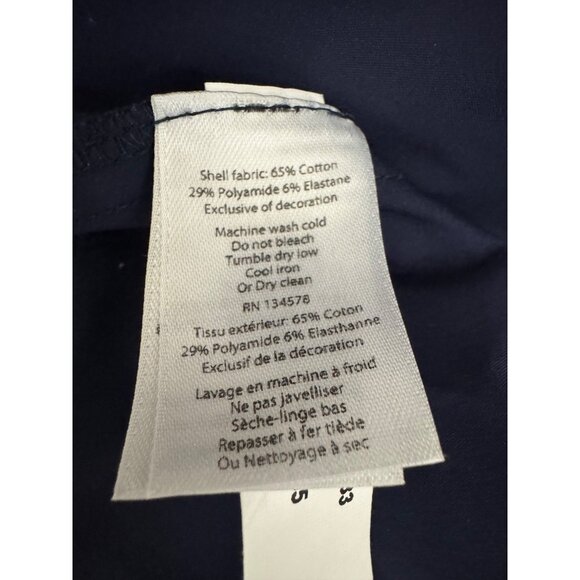 Shell fabric: 65% Cotton
29% Polyamide 6% Elastane
Exclusive of decoration
Machine wash cold
Do not bleach
Tumble dry low
Cool iron
Or Dry clean
RN 134578
Tissu extérieur: 65% Coton
29% Polyamide 6% Elasthanne
Exclusif de la décoration
Lavage en machine à froid
Ne pas javelliser
Sèche-linge bas
Repasser à fer tiède
Ou Nettoyage à sec
33
5